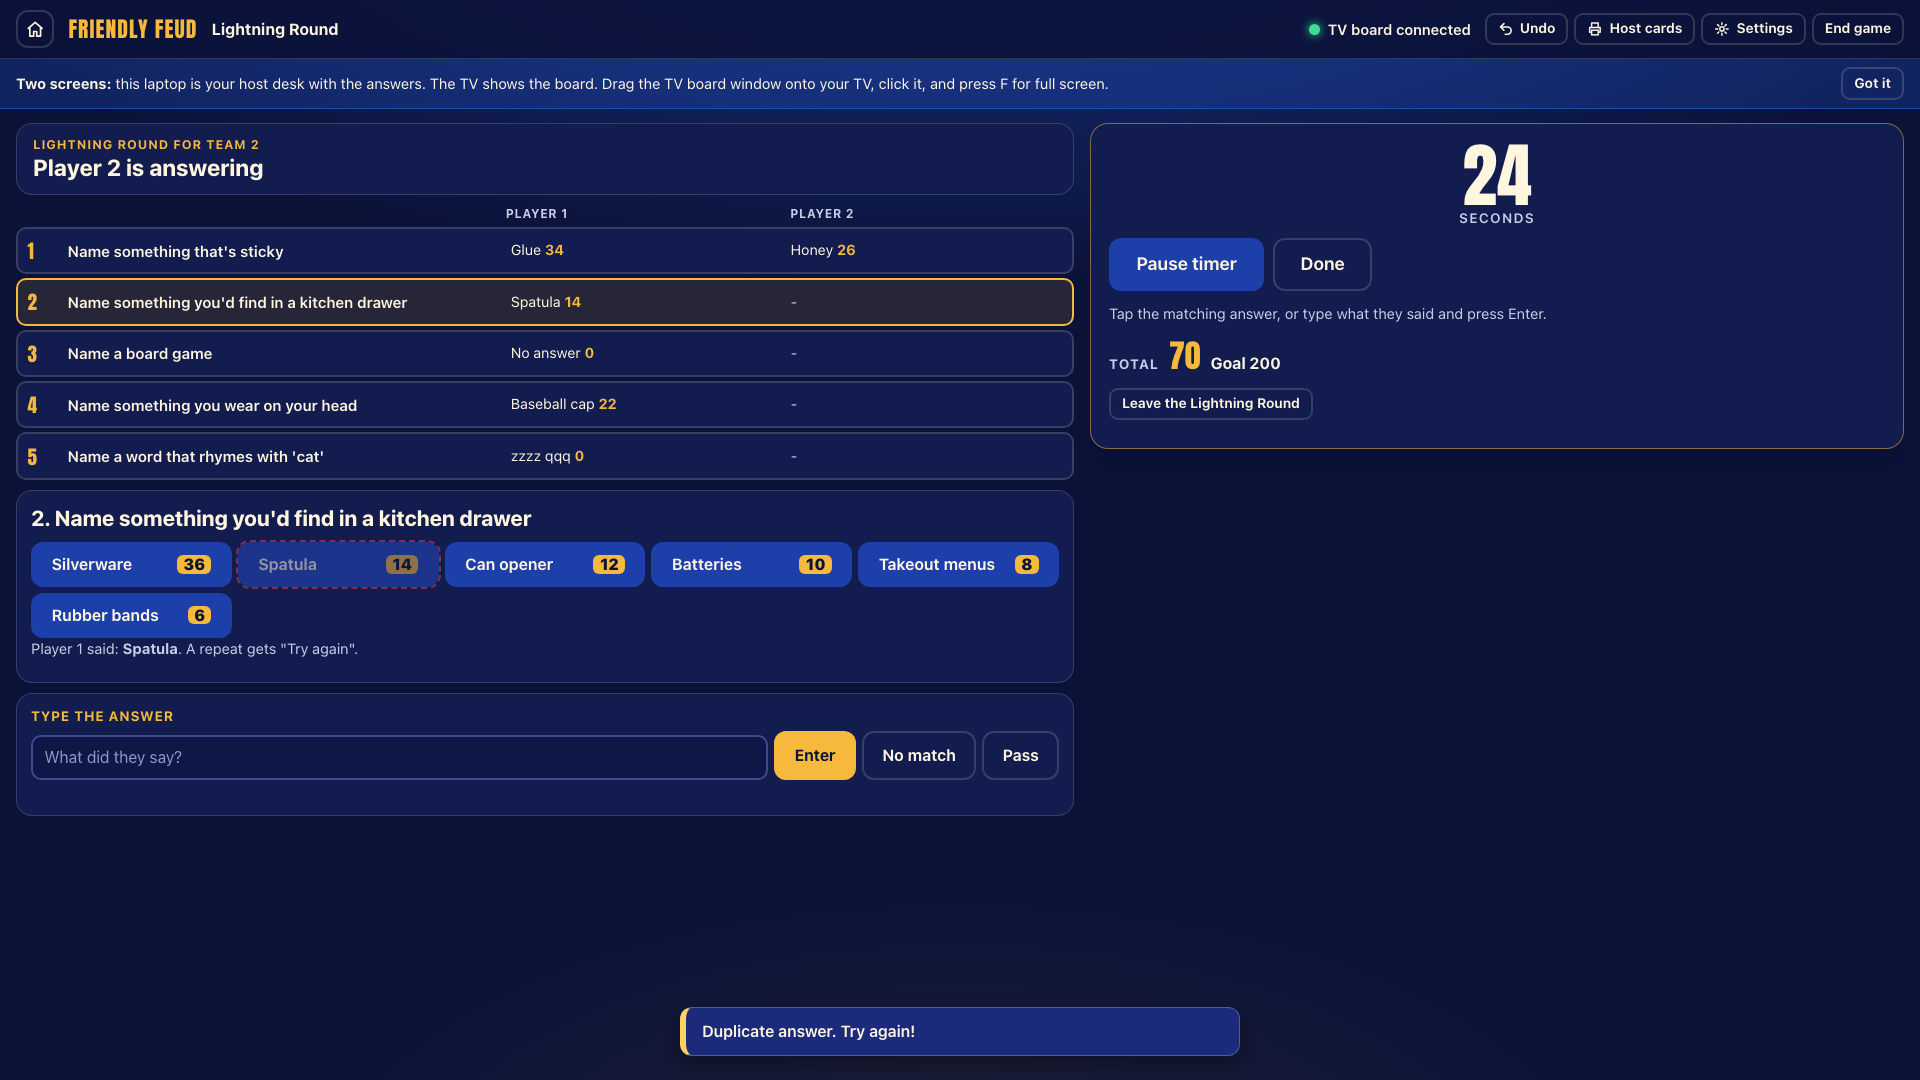 FRIENDLY FEUD Lightning Round
TV board connected
Undo
Host cards
Settings
End game
Two screens: this laptop is your host desk with the answers. The TV shows the board. Drag the TV board window onto your TV, click it, and press F for full screen.
Got it
LIGHTNING ROUND FOR TEAM 2
Player 2 is answering
PLAYER 1 PLAYER 2
1 Name something that's sticky Glue 34 Honey 26
2 Name something you'd find in a kitchen drawer Spatula 14 -
3 Name a board game No answer 0 -
4 Name something you wear on your head Baseball cap 22 -
5 Name a word that rhymes with 'cat' zzzz qqq 0 -
2. Name something you'd find in a kitchen drawer
Silverware 36 Spatula 14 Can opener 12 Batteries 10 Takeout menus 8
Rubber bands 6
Player 1 said: Spatula. A repeat gets "Try again".
TYPE THE ANSWER
What did they say? Enter No match Pass
24
SECONDS
Pause timer Done
Tap the matching answer, or type what they said and press Enter.
TOTAL 70 Goal 200
Leave the Lightning Round
Duplicate answer. Try again!